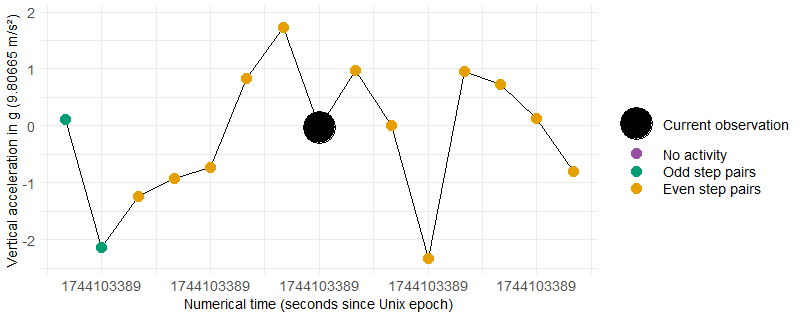 Vertical acceleration in g (9.80665 m/s²)
2
1
0
-1
-2
1744103389 1744103389 1744103389 1744103389 1744103389
Numerical time (seconds since Unix epoch)
Current observation
No activity
Odd step pairs
Even step pairs